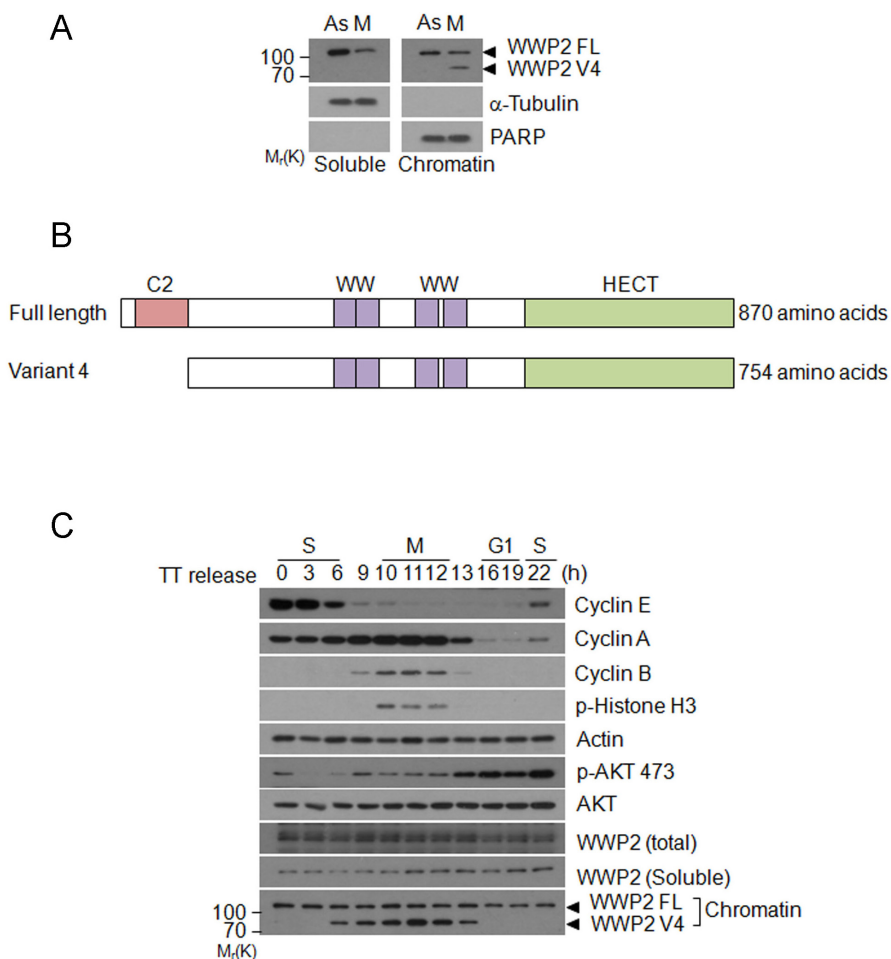 A
As M As M
100 WWP2 FL
70 WWP2 V4
α-Tubulin
PARP
Mr(K) Soluble Chromatin
B
C2 WW WW HECT
Full length 870 amino acids
Variant 4 754 amino acids
C
S M G1 S
TT release 0 3 6 9 10 11 12 13 16 19 22 (h)
Cyclin E
Cyclin A
Cyclin B
p-Histone H3
Actin
p-AKT 473
AKT
WWP2 (total)
WWP2 (Soluble)
100 WWP2 FL Chromatin
70 WWP2 V4
Mr(K)